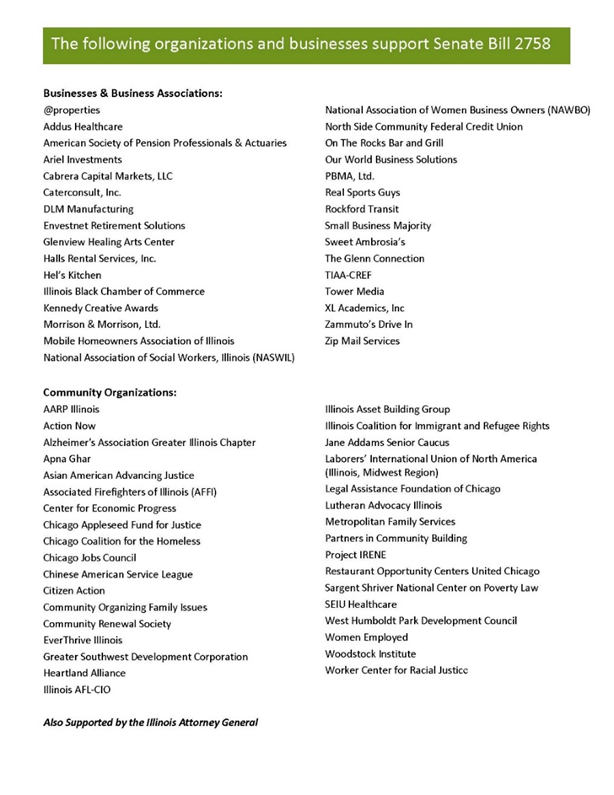 The following organizations and businesses support Senate Bill 2758
Businesses & Business Associations:
@properties
Addus Healthcare
American Society of Pension Professionals & Actuaries
Ariel Investments
Cabrera Capital Markets, LLC
Caterconsult, Inc.
DLM Manufacturing
Envestnet Retirement Solutions
Glenview Healing Arts Center
Halls Rental Services, Inc.
Hel's Kitchen
Illinois Black Chamber of Commerce
Kennedy Creative Awards
Morrison & Morrison, Ltd.
Mobile Homeowners Association of Illinois
National Association of Social Workers, Illinois (NASWIL)
National Association of Women Business Owners (NAWBO)
North Side Community Federal Credit Union
On The Rocks Bar and Grill
Our World Business Solutions
PBMA, Ltd.
Real Sports Guys
Rockford Transit
Small Business Majority
Sweet Ambrosia's
The Glenn Connection
TIAA-CREF
Tower Media
XL Academics, Inc
Zammuto's Drive In
Zip Mail Services
Community Organizations:
AARP Illinois
Action Now
Alzheimer's Association Greater Illinois Chapter
Apna Ghar
Asian American Advancing Justice
Associated Firefighters of Illinois (AFFI)
Center for Economic Progress
Chicago Appleseed Fund for Justice
Chicago Coalition for the Homeless
Chicago Jobs Council
Chinese American Service League
Citizen Action
Community Organizing Family Issues
Community Renewal Society
EverThrive Illinois
Greater Southwest Development Corporation
Heartland Alliance
Illinois AFL-CIO
Illinois Asset Building Group
Illinois Coalition for Immigrant and Refugee Rights
Jane Addams Senior Caucus
Laborers' International Union of North America
(Illinois, Midwest Region)
Legal Assistance Foundation of Chicago
Lutheran Advocacy Illinois
Metropolitan Family Services
Partners in Community Building
Project IRENE
Restaurant Opportunity Centers United Chicago
Sargent Shriver National Center on Poverty Law
SEIU Healthcare
West Humboldt Park Development Council
Women Employed
Woodstock Institute
Worker Center for Racial Justice
Also Supported by the Illinois Attorney General